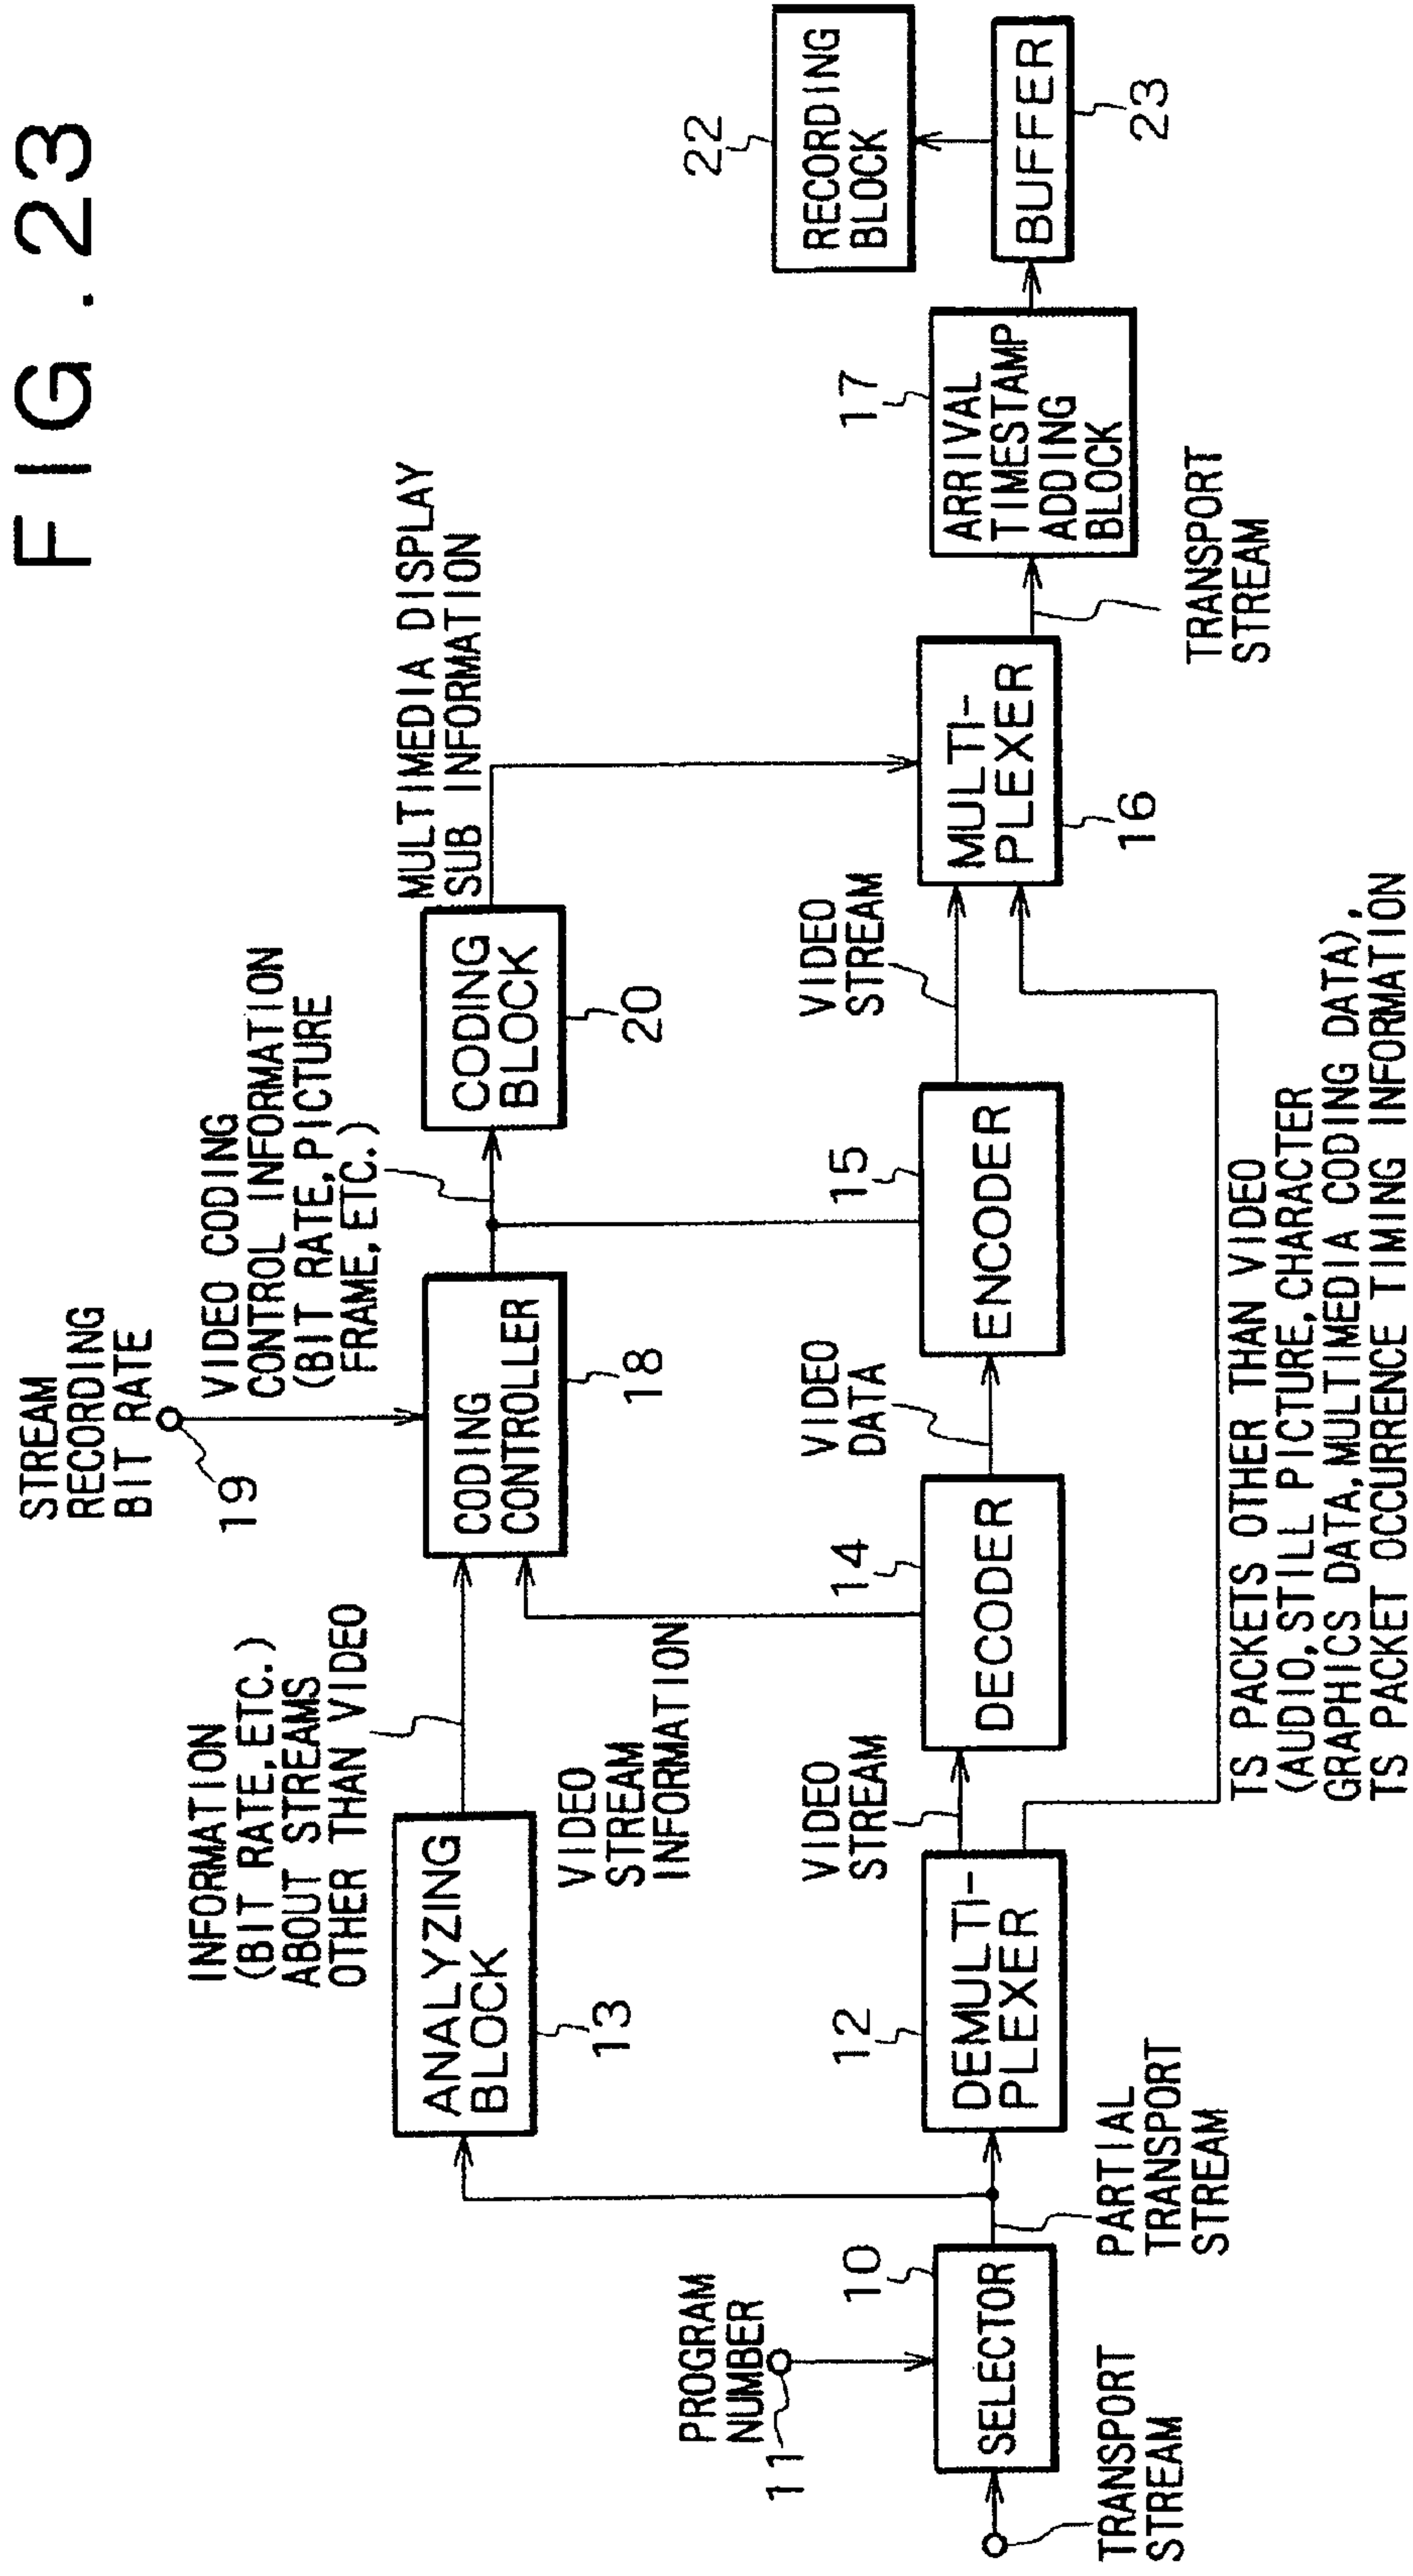 FIG. 23
STREAM
RECORDING
BIT RATE
19
VIDEO CODING
CONTROL INFORMATION
(BIT RATE, PICTURE
FRAME, ETC.)
INFORMATION
(BIT RATE, ETC.)
ABOUT STREAMS
OTHER THAN VIDEO
MULTIMEDIA DISPLAY
SUB INFORMATION
ANALYZING
BLOCK
13
CODING
CONTROLLER
18
CODING
BLOCK
20
VIDEO
STREAM
INFORMATION
PROGRAM
NUMBER
11
22
RECORDING
BLOCK
TRANSPORT
STREAM
10
SELECTOR
PARTIAL
TRANSPORT
STREAM
12
DEMULTI-
PLEXER
VIDEO
STREAM
14
DECODER
VIDEO
DATA
15
ENCODER
VIDEO
STREAM
MULTI-
PLEXER
16
TRANSPORT
STREAM
17
ARRIVAL
TIMESTAMP
ADDING
BLOCK
BUFFER
23
TS PACKETS OTHER THAN VIDEO
(AUDIO, STILL PICTURE, CHARACTER
GRAPHICS DATA, MULTIMEDIA CODING DATA),
TS PACKET OCCURRENCE TIMING INFORMATION